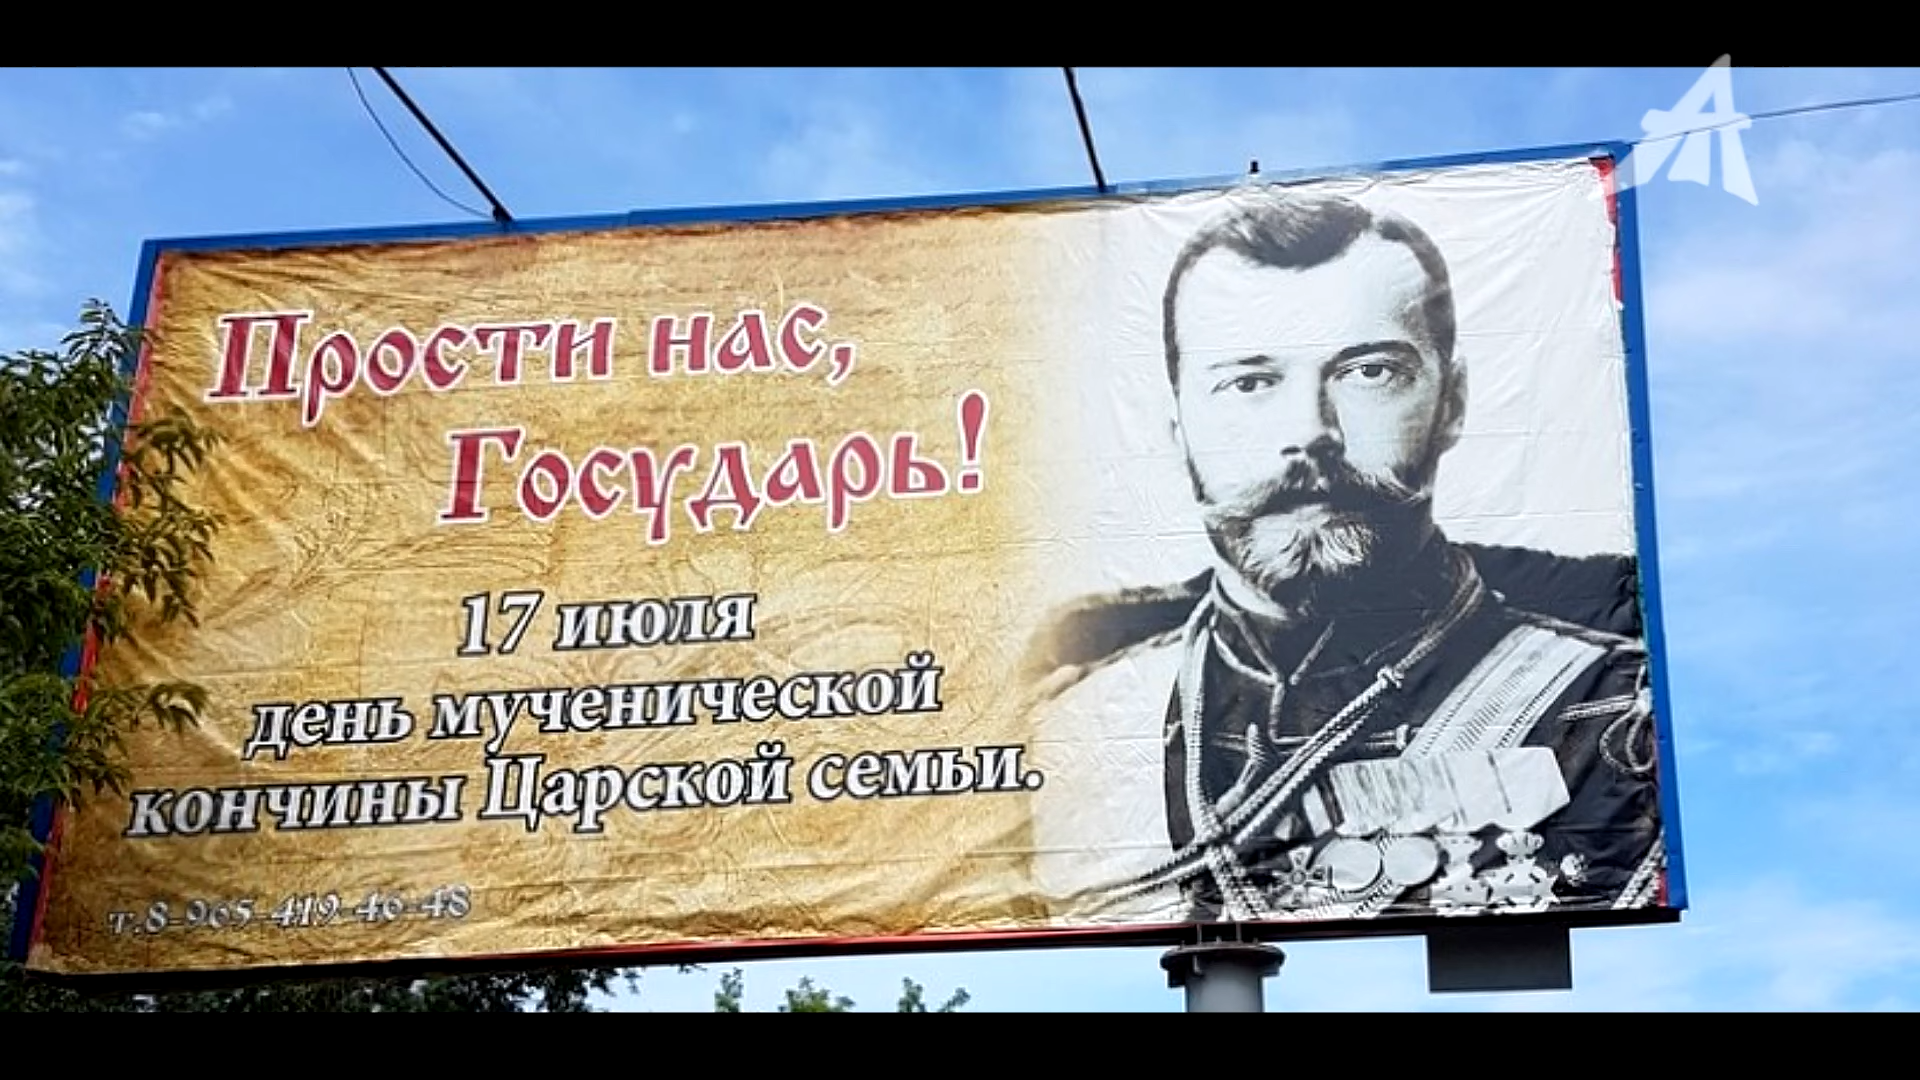 Прости нас,
Государь!
17 июля
день мученической
кончины Царской семьи.
т.8-965-419-46-48